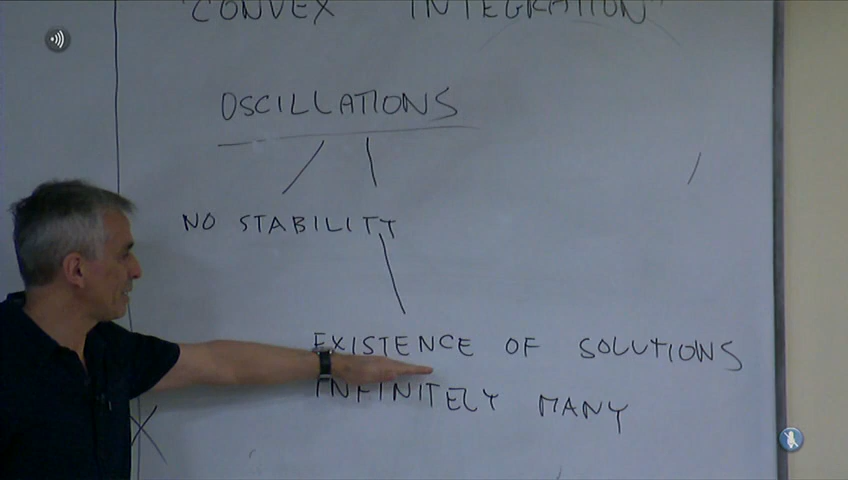 "CONVEX INTEGRATION"
OSCILLATIONS
NO STABILITY
EXISTENCE OF SOLUTIONS
INFINITELY MANY